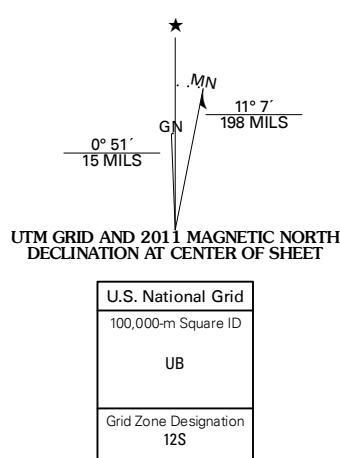 ★
MN
11° 7´
198 MILS
GN
0° 51´
15 MILS
UTM GRID AND 2011 MAGNETIC NORTH
DECLINATION AT CENTER OF SHEET
U.S. National Grid
100,000-m Square ID
UB
Grid Zone Designation
12S